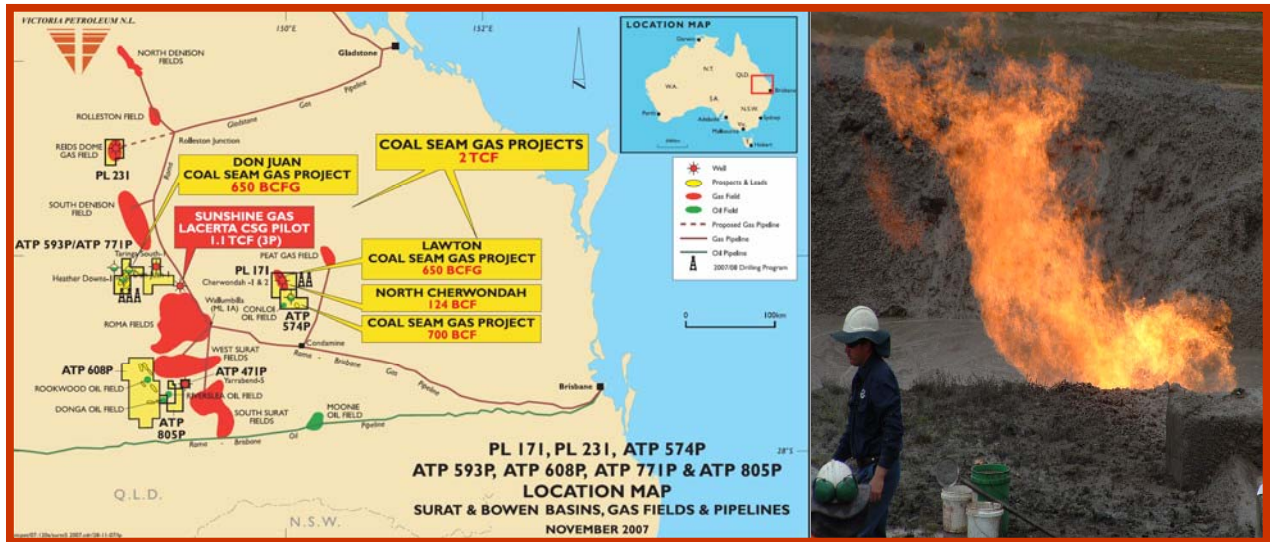 VICTORIA PETROLEUM N.L.
150°E
152°E
NORTH DENISON
FIELDS
Gladstone
Gladstone Gas Pipeline
ROLLESTON FIELD
Rolleston Junction
REIDS DOME
GAS FIELD
PL 231
Roma
DON JUAN
COAL SEAM GAS PROJECT
650 BCFG
COAL SEAM GAS PROJECTS
2 TCF
SOUTH DENISON
FIELD
SUNSHINE GAS
LACERTA CSG PILOT
1.1 TCF (3P)
ATP 593P/ATP 771P
Taringa South-1
Heather Downs-1
PEAT GAS FIELD
PL 171
Cherwondah -1 & 2
LAWTON
COAL SEAM GAS PROJECT
650 BCFG
NORTH CHERWONDAH
124 BCF
COAL SEAM GAS PROJECT
700 BCF
Wallumbilla
(ML 1A)
CONLOI
OIL FIELD
ATP
574P
ROMA FIELDS
Condamine
Roma - Brisbane Gas Pipeline
WEST SURAT
FIELDS
ATP 608P
ATP 471P
Yarrabend-5
ROOKWOOD OIL FIELD
RIVERSLEA OIL FIELD
DONGA OIL FIELD
ATP
805P
SOUTH SURAT
FIELDS
MOONIE
OIL FIELD
Brisbane
Roma - Brisbane Oil Pipeline
28°S
Q.L.D.
N.S.W.
LOCATION MAP
Darwin
N.T.
QLD.
W.A.
S.A.
Brisbane
N.S.W.
Perth
Adelaide
Sydney
Vic
Melbourne
Hobart
Well
Prospects & Leads
Gas Field
Oil Field
Proposed Gas Pipeline
Gas Pipeline
Oil Pipeline
2007/08 Drilling Program
0
100km
PL 171, PL 231, ATP 574P
ATP 593P, ATP 608P, ATP 771P & ATP 805P
LOCATION MAP
SURAT & BOWEN BASINS, GAS FIELDS & PIPELINES
NOVEMBER 2007